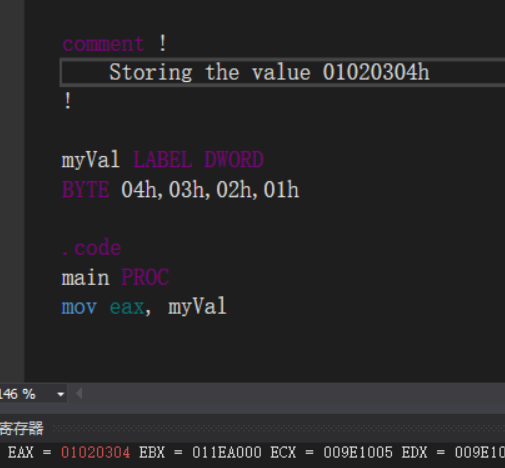 comment !
Storing the value 01020304h
!
myVal LABEL DWORD
BYTE 04h,03h,02h,01h
.code
main PROC
mov eax, myVal
146 %
寄存器
EAX = 01020304 EBX = 011EA000 ECX = 009E1005 EDX = 009E10